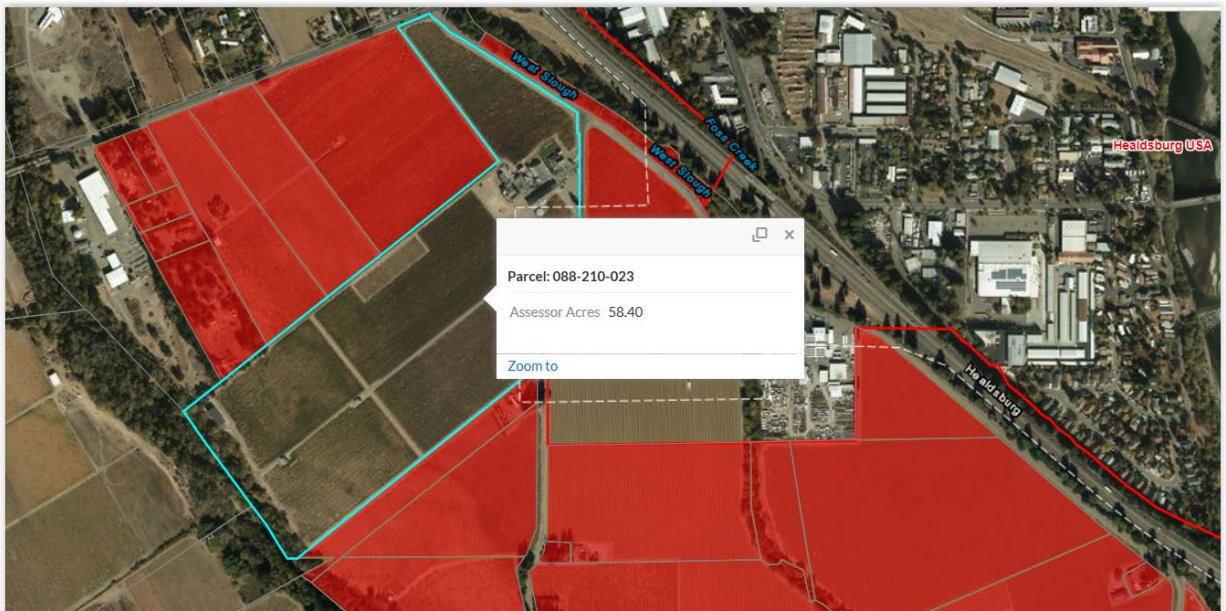 West Slough
Foss Creek
Healdsburg USA
West Slough
Parcel: 088-210-023
Assessor Acres 58.40
Zoom to
Healdsburg